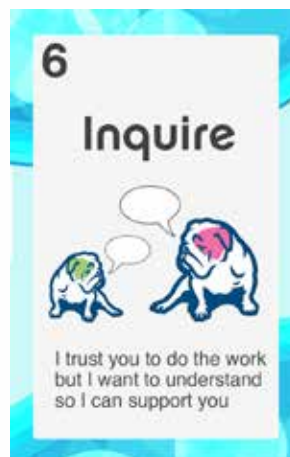 6
Inquire
I trust you to do the work
but I want to understand
so I can support you